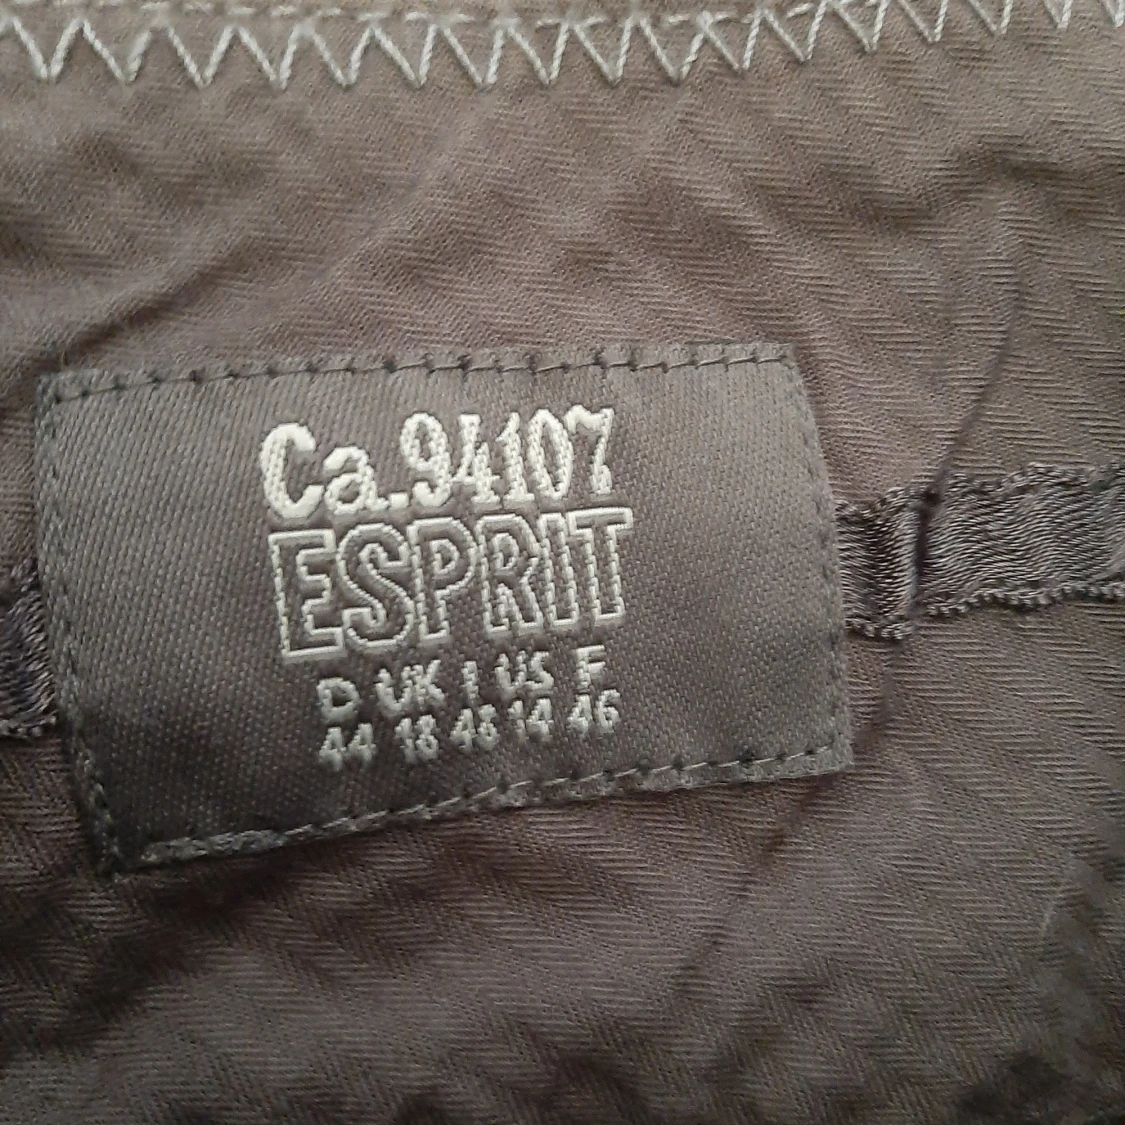 Ca.94107
ESPRIT
D UK I US F
44 18 48 14 46